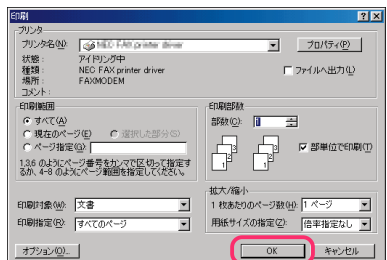 印刷
プリンタ
プリンタ名(N): NEC FAX printer driver プロパティ(P)
状態: アイドリング中
種類: NEC FAX printer driver ファイルへ出力(L)
場所: FAXMODEM
コメント:
印刷範囲
すべて(A)
現在のページ(E) 選択した部分(S)
ページ指定(G):
1,3,6 のようにページ番号をカンマで区切って指定す
るか、4-8 のようにページ範囲を指定してください。
印刷部数
部数(C): 1
部単位で印刷(T)
印刷対象(W): 文書
印刷指定(R): すべてのページ
拡大/縮小
1 枚あたりのページ数(H): 1 ページ
用紙サイズの指定(Z): 倍率指定なし
オプション(O)... OK キャンセル